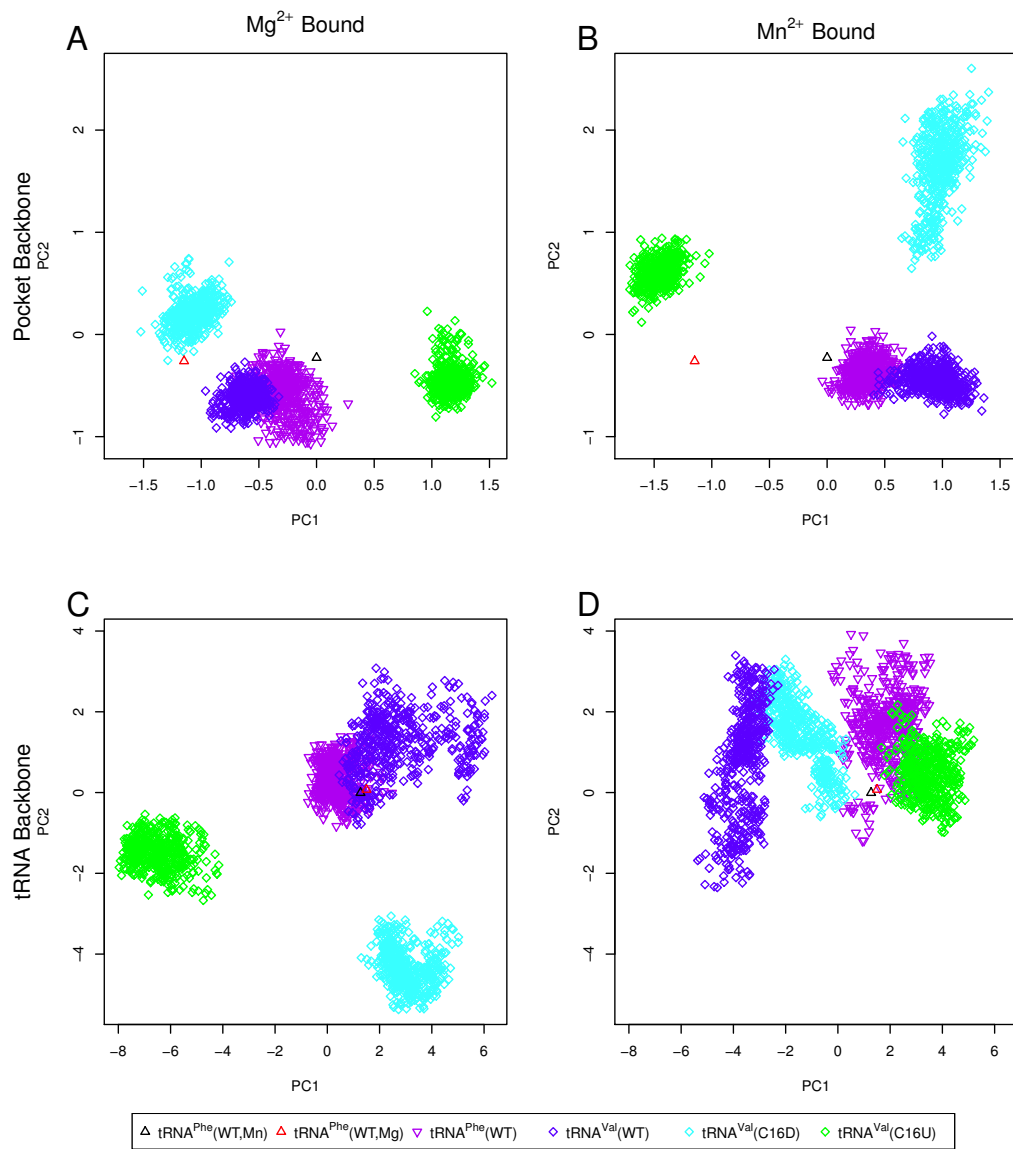 Mg²⁺ Bound
Mn²⁺ Bound
A
B
Pocket Backbone
PC2
2
1
0
−1
−1.5 −1.0 −0.5 0.0 0.5 1.0 1.5
PC1
PC2
2
1
0
−1
−1.5 −1.0 −0.5 0.0 0.5 1.0 1.5
PC1
C
D
tRNA Backbone
PC2
4
2
0
−2
−4
−8 −6 −4 −2 0 2 4 6
PC1
PC2
4
2
0
−2
−4
−8 −6 −4 −2 0 2 4 6
PC1
tRNAᴾʰᵉ(WT,Mn) tRNAᴾʰᵉ(WT,Mg) tRNAᴾʰᵉ(WT) tRNAⱽᵃˡ(WT) tRNAⱽᵃˡ(C16D) tRNAⱽᵃˡ(C16U)